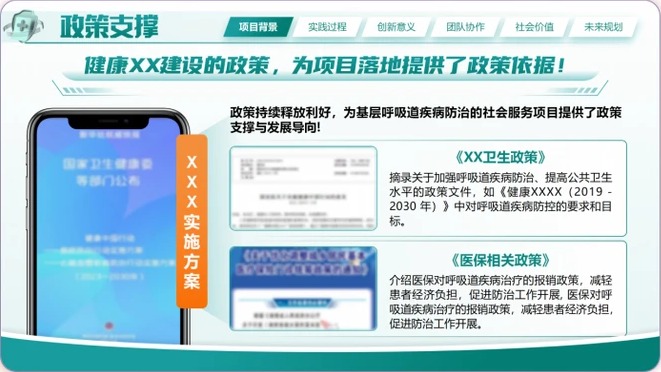 政策支撑
项目背景
实践过程
创新意义
团队协作
社会价值
未来规划
健康XX建设的政策，为项目落地提供了政策依据！
政策持续释放利好，为基层呼吸道疾病防治的社会服务项目提供了政策
支撑与发展导向!
国家卫生健康委
等部门公布
XXX实施方案
《XX卫生政策》
摘录关于加强呼吸道疾病防治、提高公共卫生
水平的政策文件，如《健康XXXX（2019 -
2030 年）》中对呼吸道疾病防控的要求和目
标。
《医保相关政策》
介绍医保对呼吸道疾病治疗的报销政策，减轻
患者经济负担，促进防治工作开展, 医保对呼
吸道疾病治疗的报销政策，减轻患者经济负担，
促进防治工作开展。